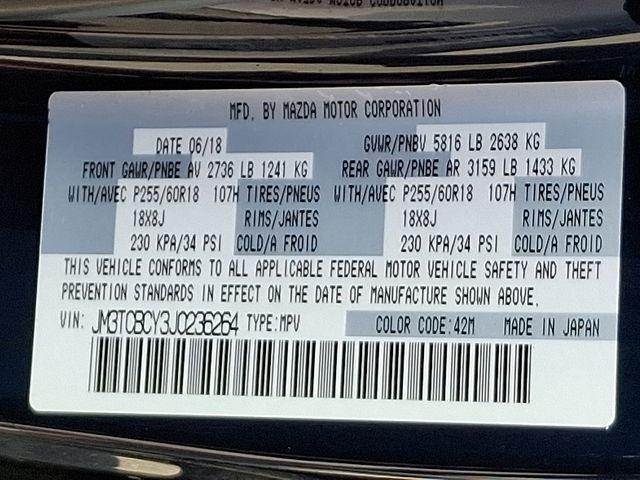 MFD. BY MAZDA MOTOR CORPORATION
DATE 06/18 GVWR/PNBV 5816 LB 2638 KG
FRONT GAWR/PNBE AV 2736 LB 1241 KG REAR GAWR/PNBE AR 3159 LB 1433 KG
WITH/AVEC P255/60R18 107H TIRES/PNEUS WITH/AVEC P255/60R18 107H TIRES/PNEUS
18X8J RIMS/JANTES 18X8J RIMS/JANTES
230 KPA/34 PSI COLD/A FROID 230 KPA/34 PSI COLD/A FROID
THIS VEHICLE CONFORMS TO ALL APPLICABLE FEDERAL MOTOR VEHICLE SAFETY AND THEFT
PREVENTION STANDARDS IN EFFECT ON THE DATE OF MANUFACTURE SHOWN ABOVE.
VIN: JM3TCBCY3J0236264 TYPE:MPV COLOR CODE:42M MADE IN JAPAN